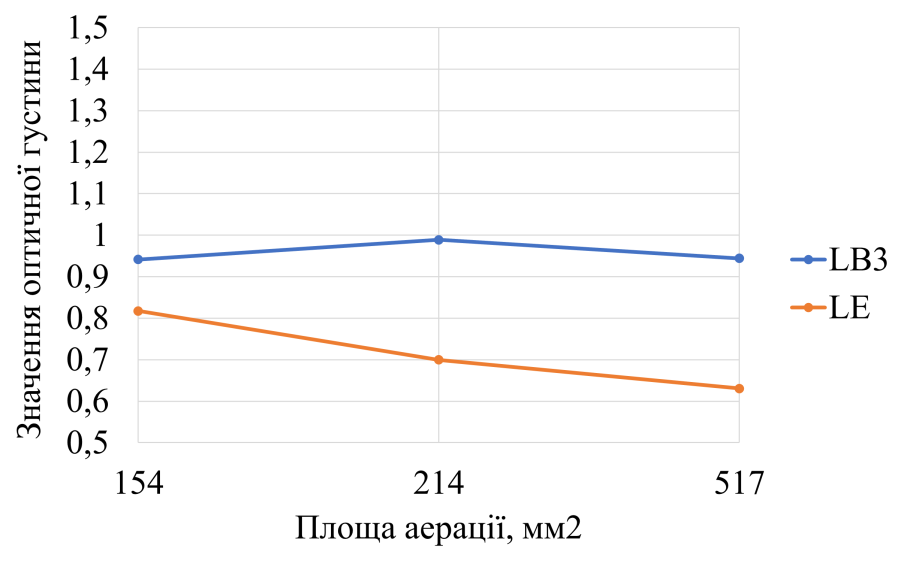 Значення оптичної густини
1,5
1,4
1,3
1,2
1,1
1
0,9
0,8
0,7
0,6
0,5
154 214 517
Площа аерації, мм2
LB3
LE